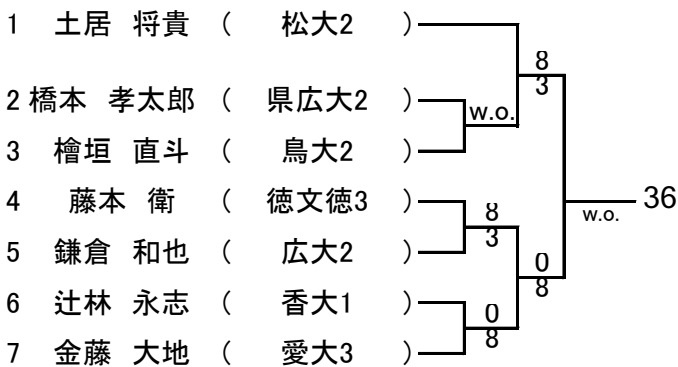 1 土居 将貴 ( 松大2 )
8
3
2 橋本 孝太郎 ( 県広大2 )
w.o.
3 檜垣 直斗 ( 鳥大2 )
4 藤本 衛 ( 徳文徳3 )
36
w.o.
8
3
5 鎌倉 和也 ( 広大2 )
0
8
6 辻林 永志 ( 香大1 )
0
8
7 金藤 大地 ( 愛大3 )